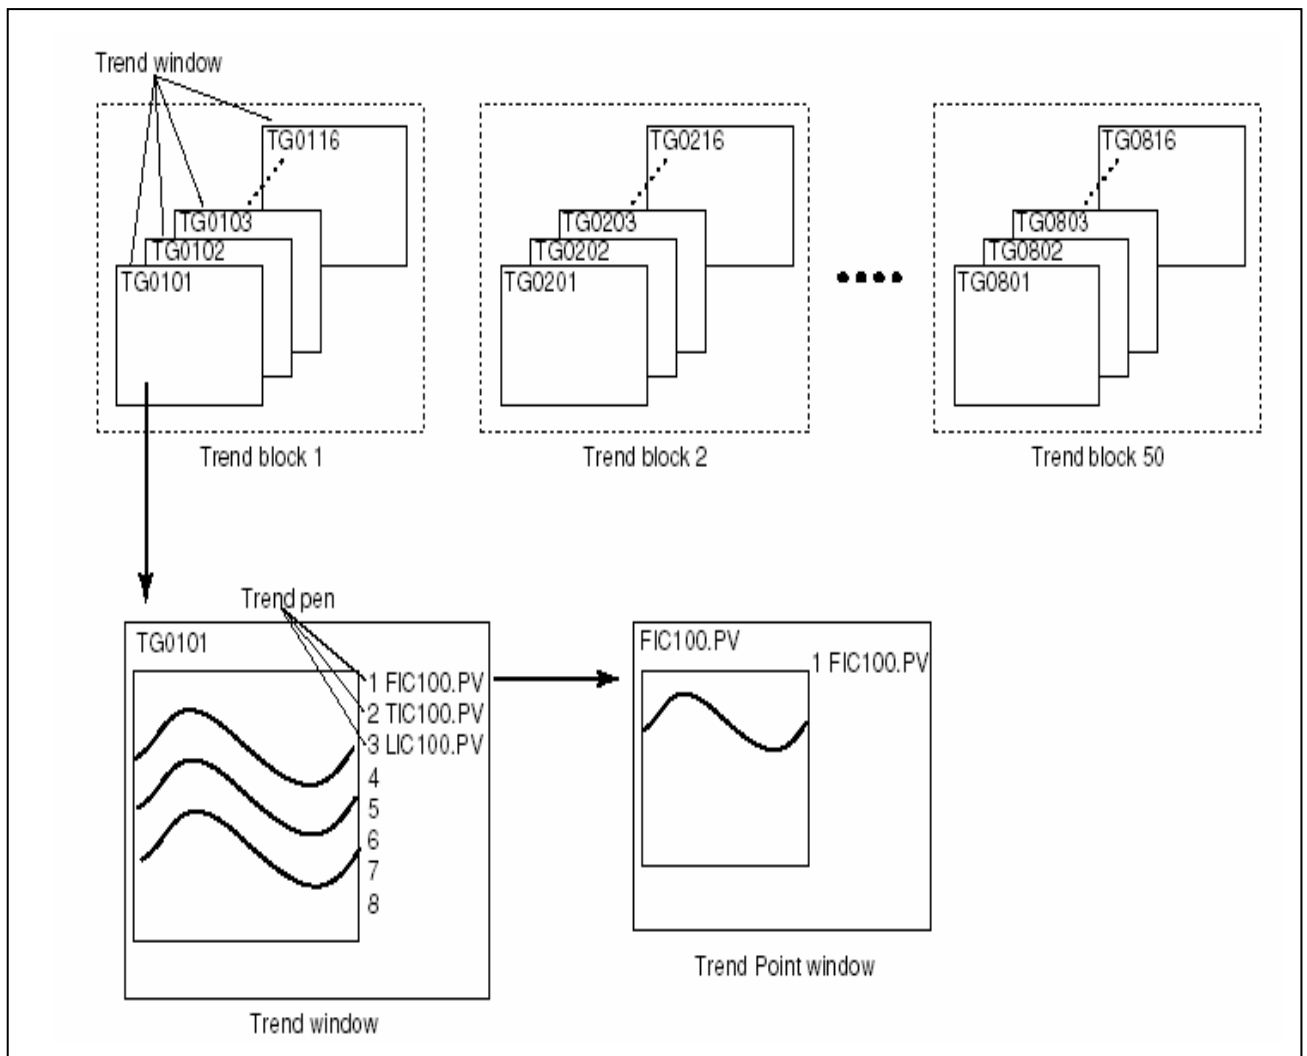 Trend window
TG0116
TG0103
TG0102
TG0101
TG0216
TG0203
TG0202
TG0201
TG0816
TG0803
TG0802
TG0801
Trend block 1
Trend block 2
Trend block 50
Trend pen
TG0101
1 FIC100.PV
2 TIC100.PV
3 LIC100.PV
4
5
6
7
8
Trend window
FIC100.PV
1 FIC100.PV
Trend Point window